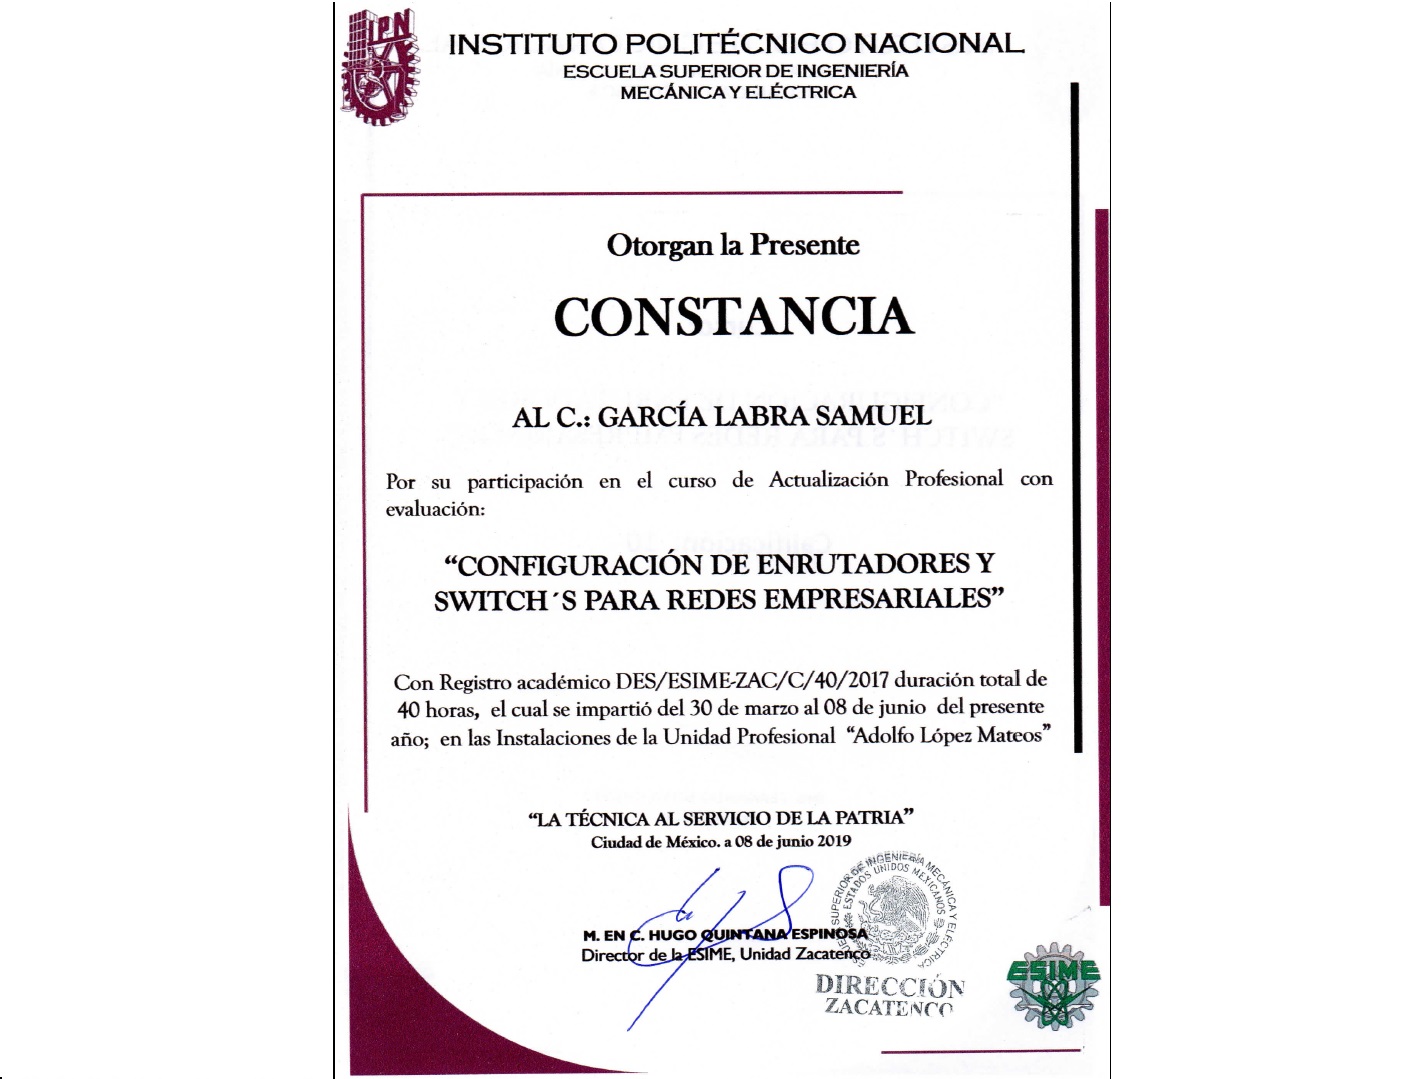 IPN
INSTITUTO POLITÉCNICO NACIONAL
ESCUELA SUPERIOR DE INGENIERÍA
MECÁNICA Y ELÉCTRICA
Otorgan la Presente
CONSTANCIA
AL C.: GARCÍA LABRA SAMUEL
Por su participación en el curso de Actualización Profesional con
evaluación:
“CONFIGURACIÓN DE ENRUTADORES Y
SWITCH´S PARA REDES EMPRESARIALES”
Con Registro académico DES/ESIME-ZAC/C/40/2017 duración total de
40 horas, el cual se impartió del 30 de marzo al 08 de junio del presente
año; en las Instalaciones de la Unidad Profesional “Adolfo López Mateos”
“LA TÉCNICA AL SERVICIO DE LA PATRIA”
Ciudad de México. a 08 de junio 2019
M. EN C. HUGO QUINTANA ESPINOSA
Director de la ESIME, Unidad Zacatenco
SUPERIOR DE INGENIERÍA MECÁNICA Y ELÉCTRICA
ESTADOS UNIDOS MEXICANOS
DIRECCIÓN
ZACATENCO
ESIME